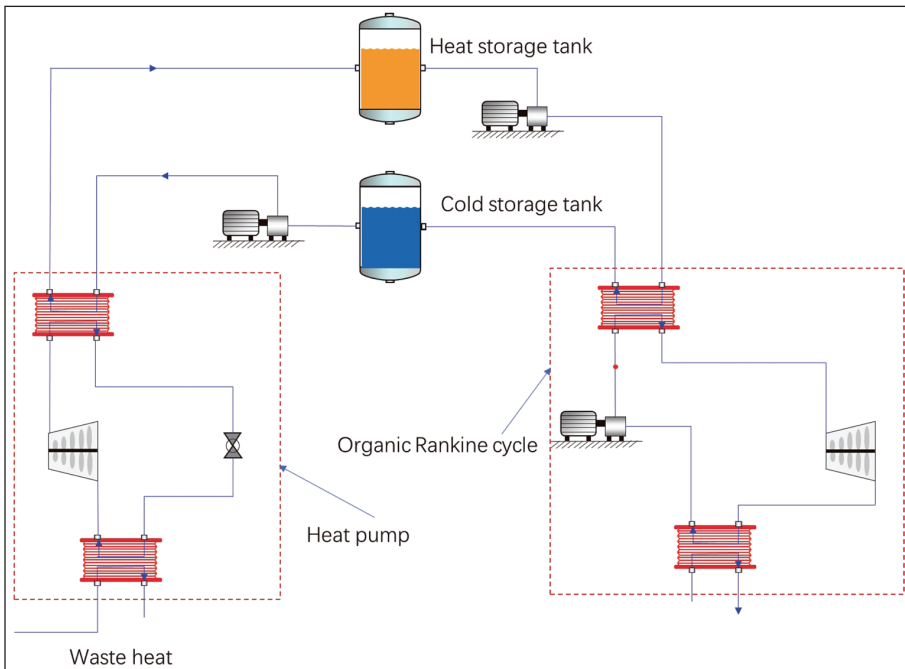 Heat storage tank
Cold storage tank
Organic Rankine cycle
Heat pump
Waste heat